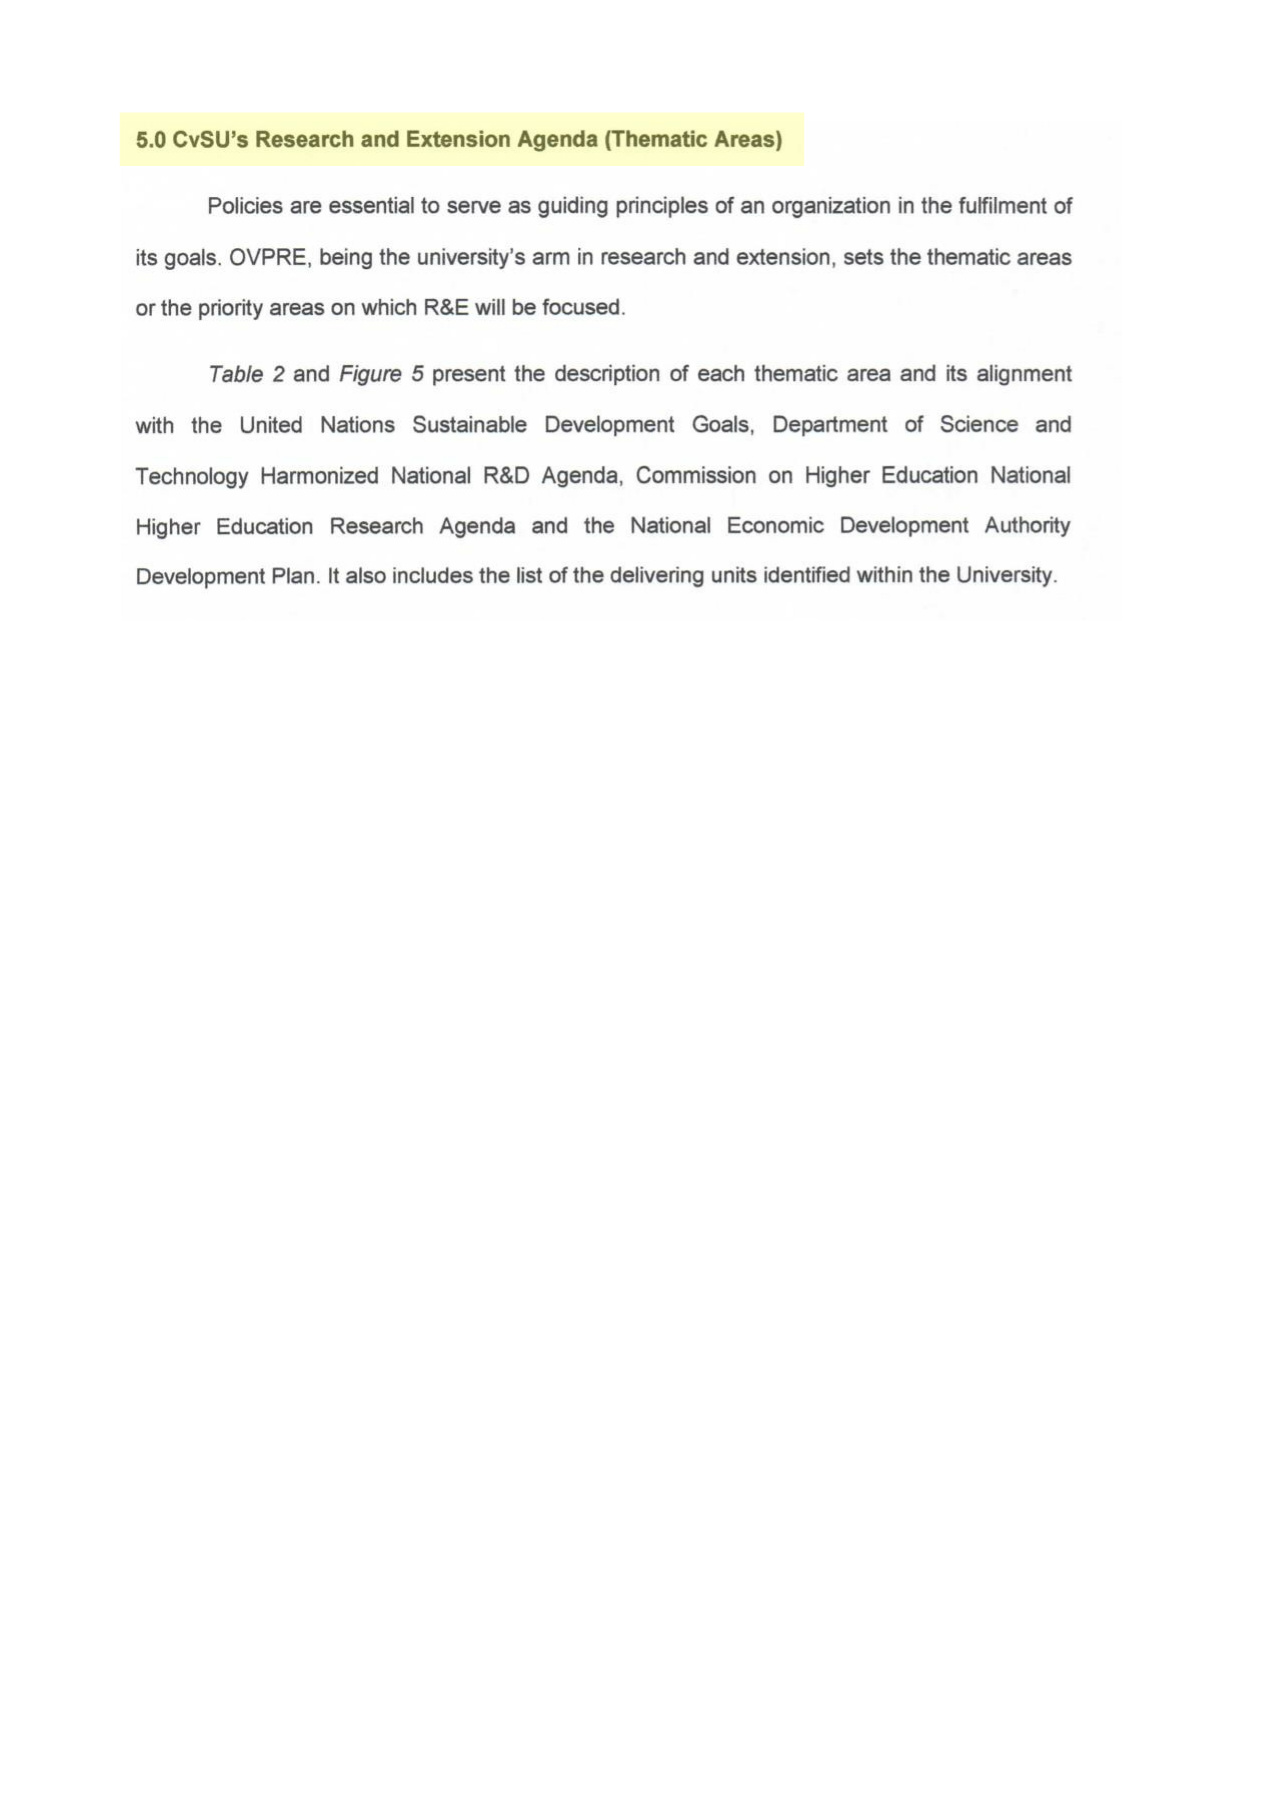 5.0 CvSU's Research and Extension Agenda (Thematic Areas)
Policies are essential to serve as guiding principles of an organization in the fulfilment of
its goals. OVPRE, being the university's arm in research and extension, sets the thematic areas
or the priority areas on which R&E will be focused.
Table 2 and Figure 5 present the description of each thematic area and its alignment
with the United Nations Sustainable Development Goals, Department of Science and
Technology Harmonized National R&D Agenda, Commission on Higher Education National
Higher Education Research Agenda and the National Economic Development Authority
Development Plan. It also includes the list of the delivering units identified within the University.